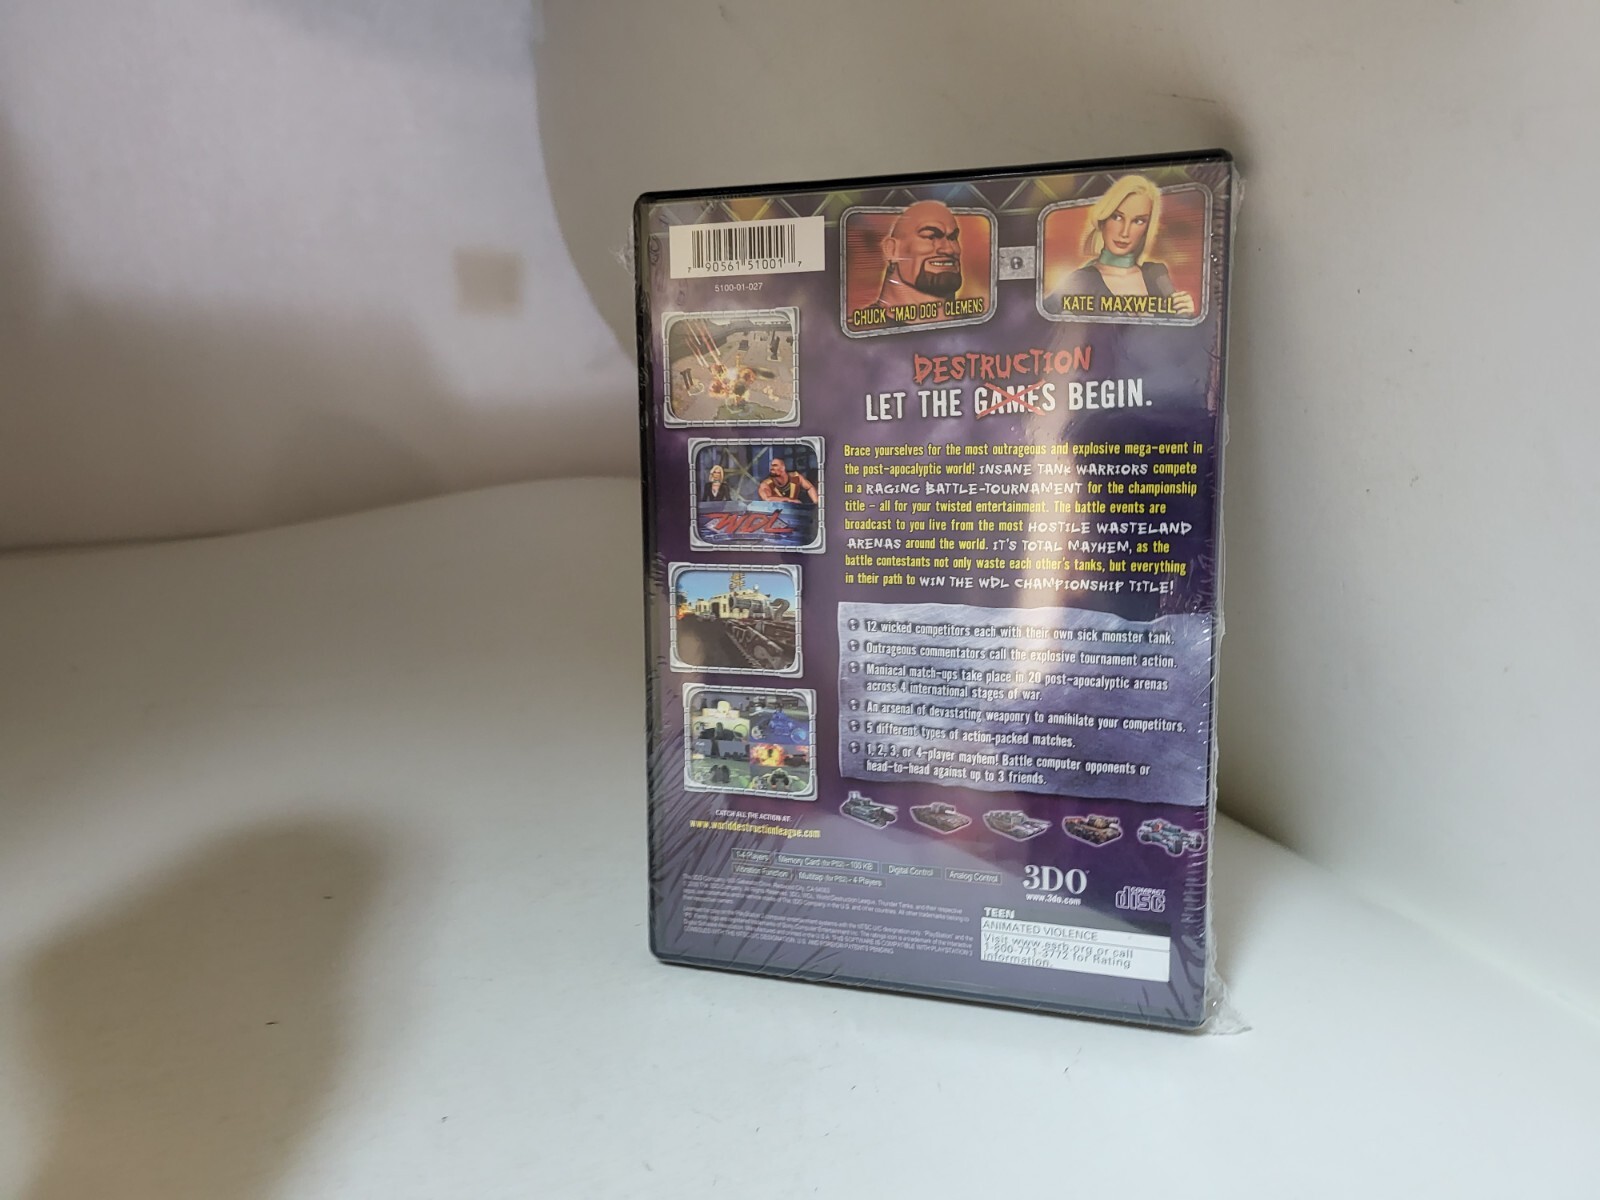 7 90561 51001 7
5100-01-027
CHUCK "MAD DOG" CLEMENS
KATE MAXWELL
DESTRUCTION
LET THE GAMES BEGIN.
Brace yourselves for the most outrageous and explosive mega-event in
the post-apocalyptic world! INSANE TANK WARRIORS compete
in a RAGING BATTLE-TOURNAMENT for the championship
title – all for your twisted entertainment. The battle events are
broadcast to you live from the most HOSTILE WASTELAND
ARENAS around the world. IT'S TOTAL MAYHEM, as the
battle contestants not only waste each other's tanks, but everything
in their path to WIN THE WDL CHAMPIONSHIP TITLE!
WDL
12 wicked competitors each with their own sick monster tank.
Outrageous commentators call the explosive tournament action.
Maniacal match-ups take place in 20 post-apocalyptic arenas
across 4 international stages of war.
An arsenal of devastating weaponry to annihilate your competitors.
5 different types of action-packed matches.
1, 2, 3, or 4-player mayhem! Battle computer opponents or
head-to-head against up to 3 friends.
CATCH ALL THE ACTION AT:
www.worlddestructionleague.com
1-4 Players
Memory Card (for PS2) – 100 KB
Digital Control
Analog Control
Vibration Function
Multitap (for PS2) - 4-Players
3DO
www.3do.com
COMPACT
disc
TEEN
ANIMATED VIOLENCE
Visit www.esrb.org or call
1-800-771-3772 for Rating
Information.